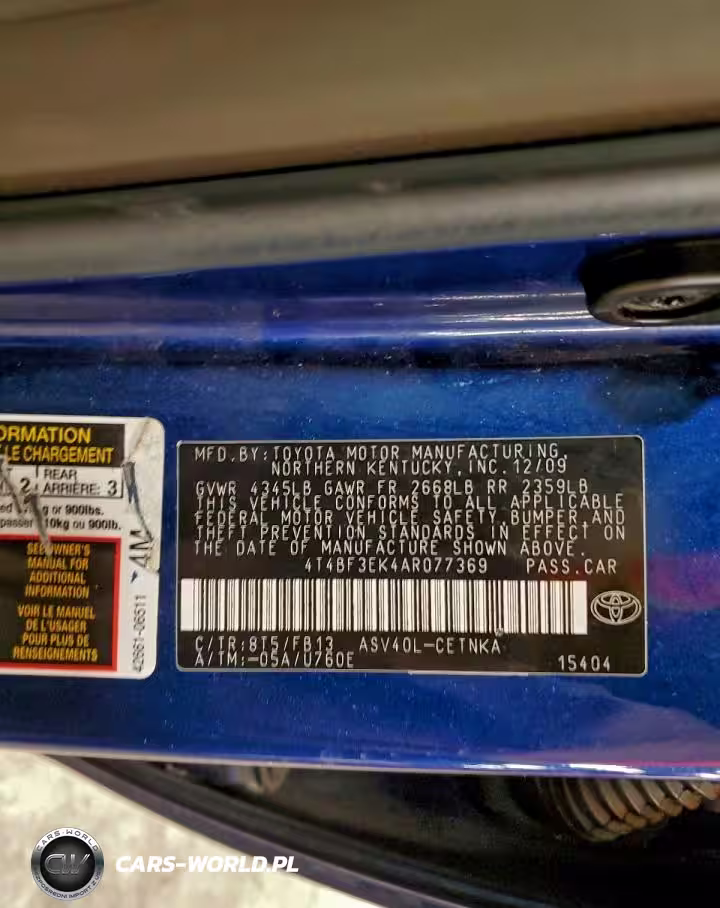 ORMATION
LE CHARGEMENT
2
REAR
ARRIÈRE: 3
or 900lbs.
10kg ou 900lb.
SEE OWNER'S
MANUAL FOR
ADDITIONAL
INFORMATION
VOIR LE MANUEL
DE L'USAGER
POUR PLUS DE
RENSEIGNEMENTS
42661-06511
4M
MFD. BY: TOYOTA MOTOR MANUFACTURING,
NORTHERN KENTUCKY, INC. 12/09
GVWR 4345LB GAWR FR 2668LB RR 2359LB
THIS VEHICLE CONFORMS TO ALL APPLICABLE
FEDERAL MOTOR VEHICLE SAFETY, BUMPER, AND
THEFT PREVENTION STANDARDS IN EFFECT ON
THE DATE OF MANUFACTURE SHOWN ABOVE.
4T4BF3EK4AR077369 PASS. CAR
C/TR: 8T5/FB13 ASV40L-CETNKA
A/TM: -05A/U760E 15404
CARS-WORLD
CW
CARS-WORLD.PL